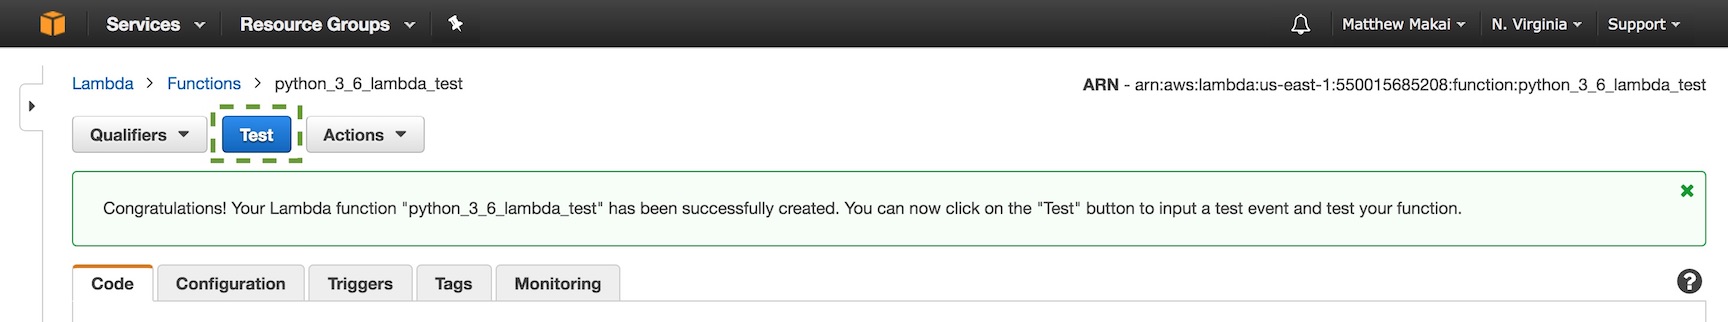 Services Resource Groups Matthew Makai N. Virginia Support
Lambda > Functions > python_3_6_lambda_test ARN - arn:aws:lambda:us-east-1:550015685208:function:python_3_6_lambda_test
Qualifiers Test Actions
Congratulations! Your Lambda function "python_3_6_lambda_test" has been successfully created. You can now click on the "Test" button to input a test event and test your function.
Code Configuration Triggers Tags Monitoring